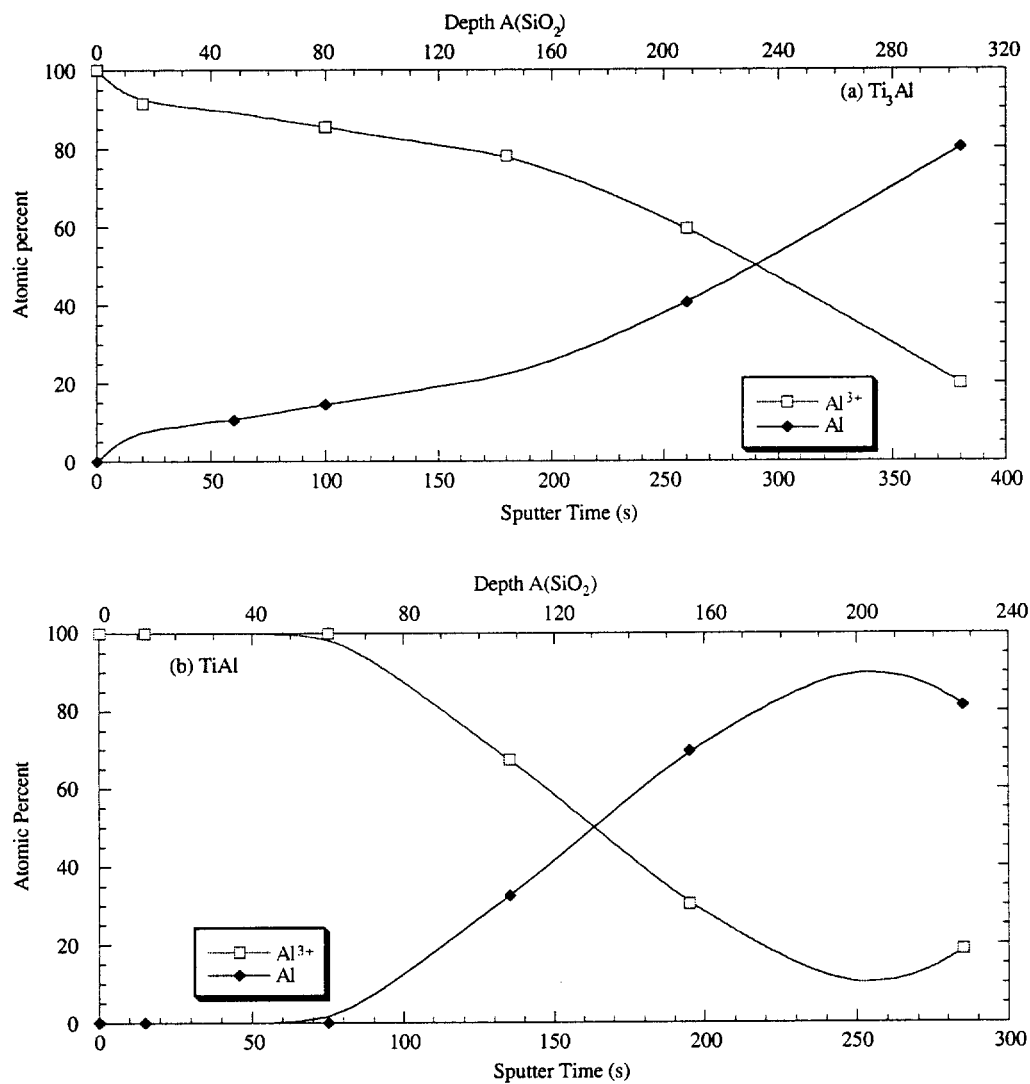 Depth A(SiO2)
0 40 80 120 160 200 240 280 320
(a) Ti3Al
100
80
60
40
20
0
Atomic percent
Al3+
Al
0 50 100 150 200 250 300 350 400
Sputter Time (s)
Depth A(SiO2)
0 40 80 120 160 200 240
(b) TiAl
100
80
60
40
20
0
Atomic Percent
Al3+
Al
0 50 100 150 200 250 300
Sputter Time (s)